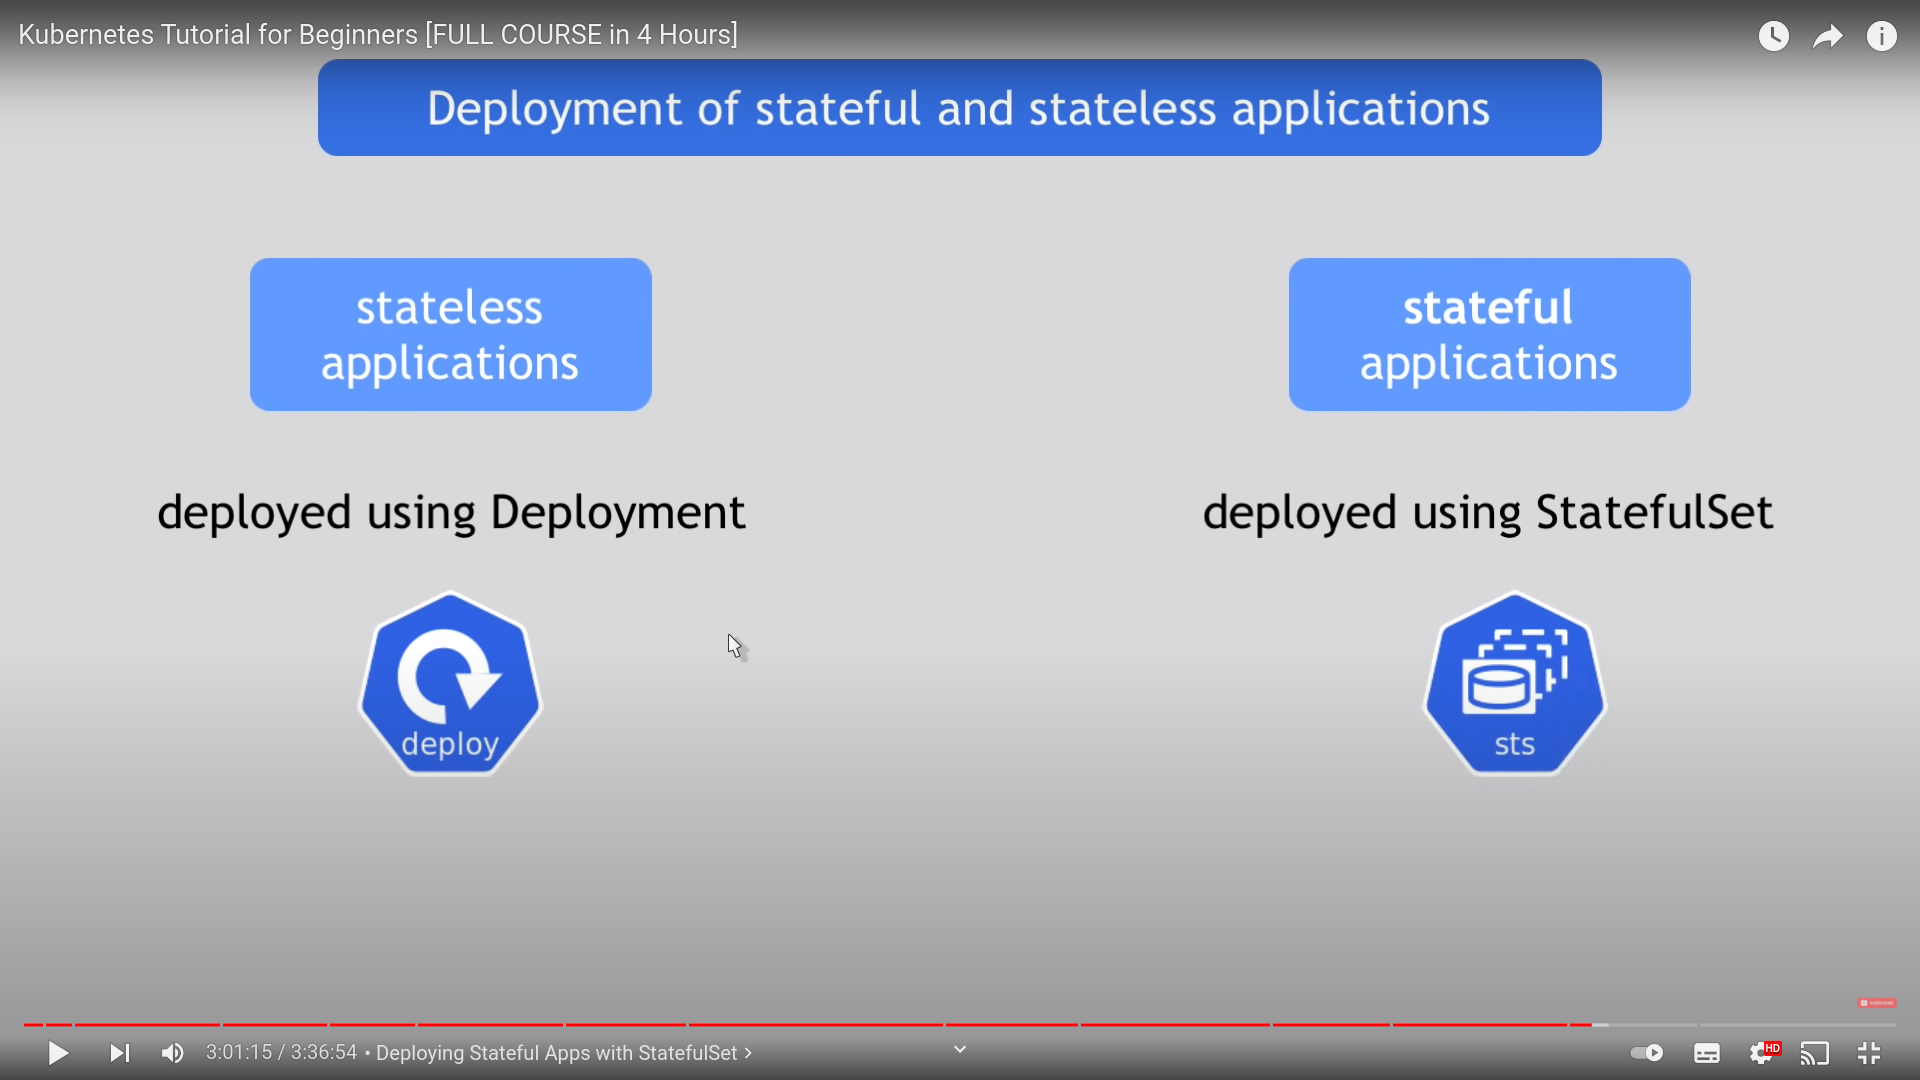 Kubernetes Tutorial for Beginners [FULL COURSE in 4 Hours]
Deployment of stateful and stateless applications
stateless
applications
stateful
applications
deployed using Deployment
deployed using StatefulSet
deploy
sts
SUBSCRIBE
3:01:15 / 3:36:54 • Deploying Stateful Apps with StatefulSet
HD